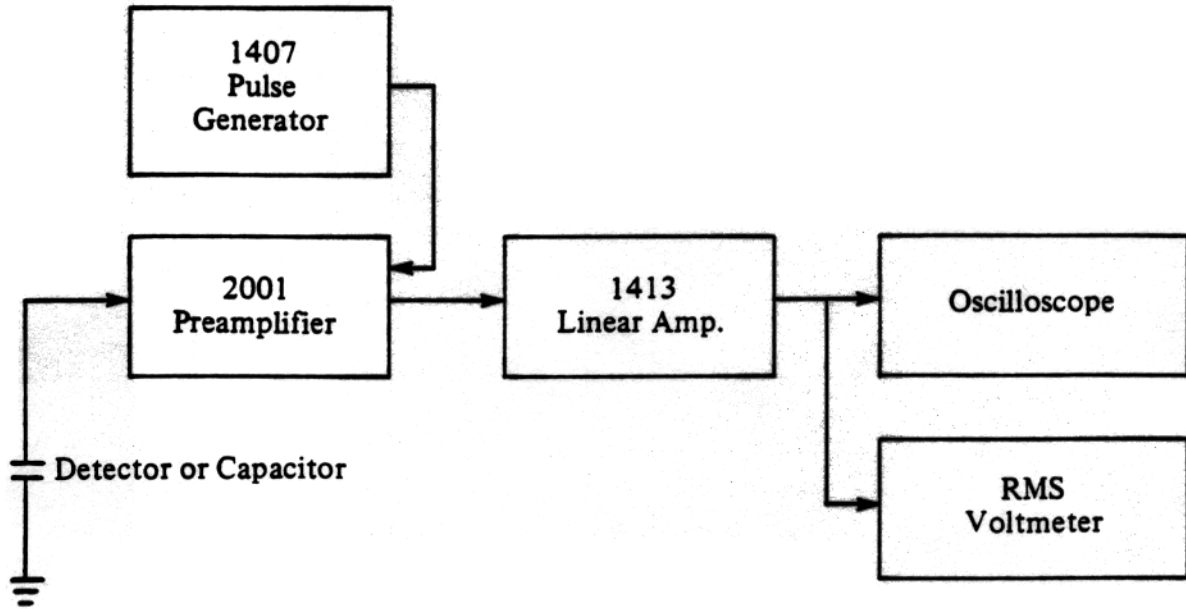 1407
Pulse
Generator
2001
Preamplifier
1413
Linear Amp.
Oscilloscope
Detector or Capacitor
RMS
Voltmeter